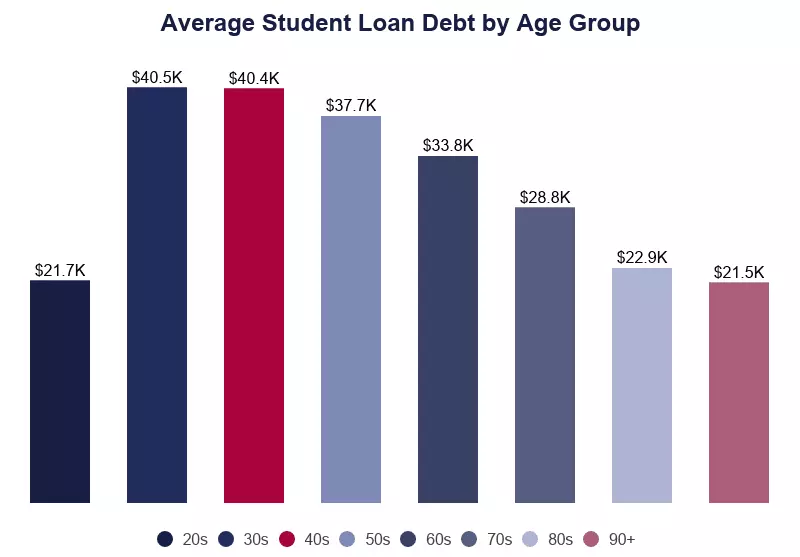 Average Student Loan Debt by Age Group
$21.7K
$40.5K
$40.4K
$37.7K
$33.8K
$28.8K
$22.9K
$21.5K
20s 30s 40s 50s 60s 70s 80s 90+